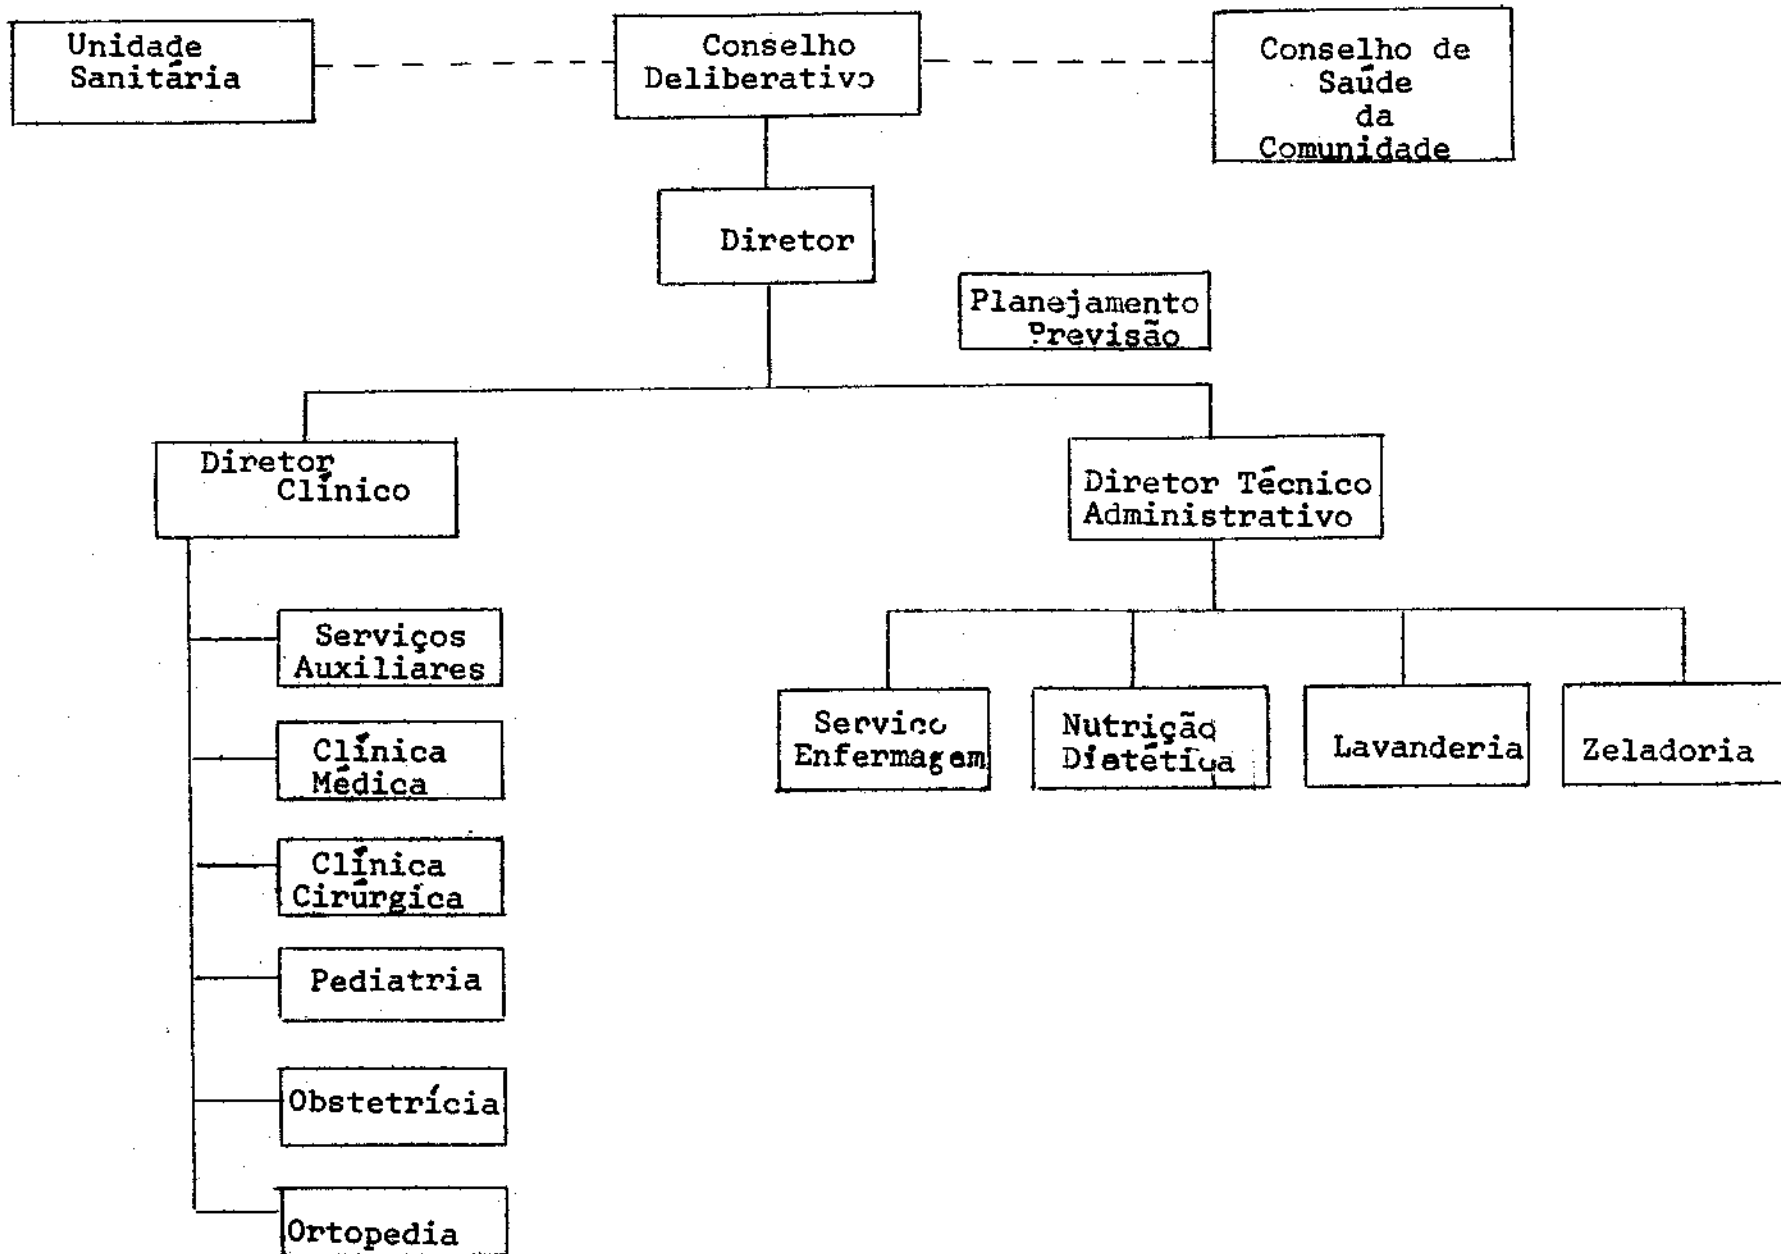 Unidade
Sanitária
Conselho
Deliberativo
Conselho de
Saúde
da
Comunidade
Diretor
Planejamento
Previsão
Diretor
Clínico
Diretor Técnico
Administrativo
Serviços
Auxiliares
Clínica
Médica
Clínica
Cirúrgica
Pediatria
Obstetrícia
Ortopedia
Servico
Enfermagem
Nutrição
Dietética
Lavanderia
Zeladoria